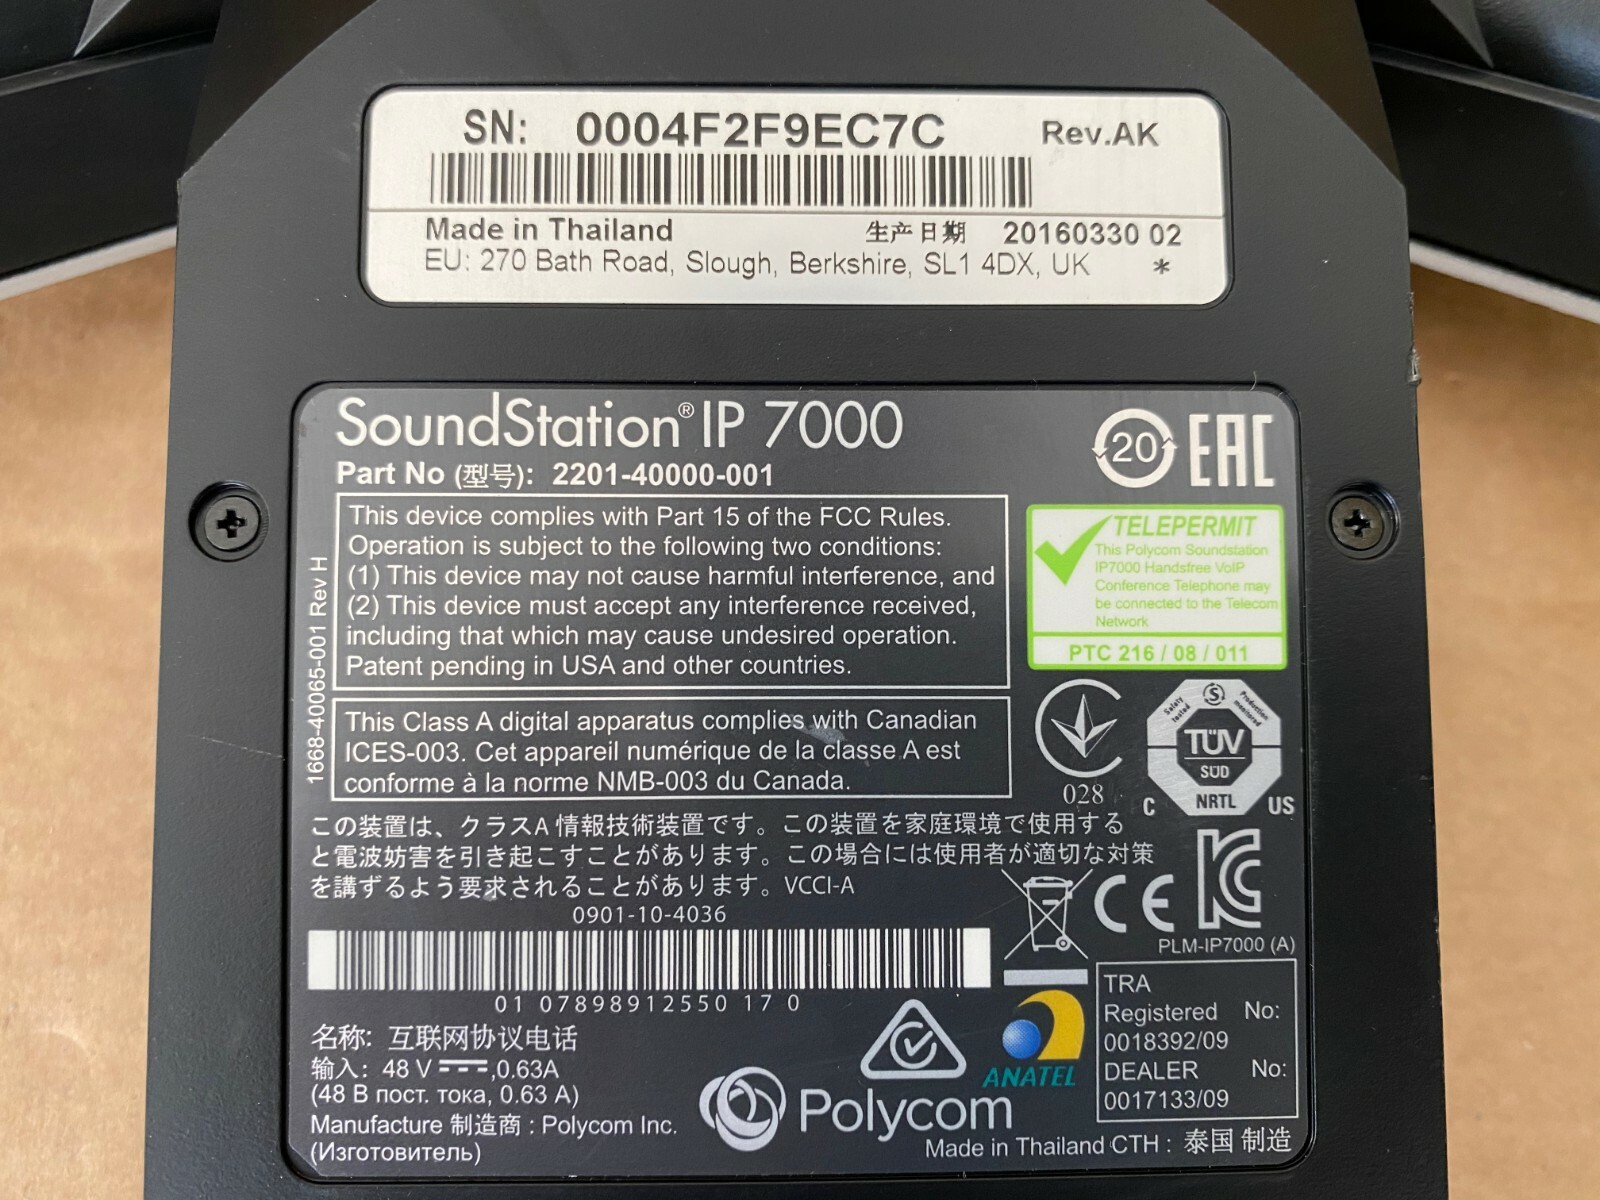 SN: 0004F2F9EC7C Rev.AK
Made in Thailand 生产日期 20160330 02
EU: 270 Bath Road, Slough, Berkshire, SL1 4DX, UK *
SoundStation® IP 7000
Part No (型号): 2201-40000-001
20 EAC
This device complies with Part 15 of the FCC Rules.
Operation is subject to the following two conditions:
(1) This device may not cause harmful interference, and
(2) This device must accept any interference received,
including that which may cause undesired operation.
Patent pending in USA and other countries.
1668-40065-001 Rev H
TELEPERMIT
This Polycom Soundstation
IP7000 Handsfree VoIP
Conference Telephone may
be connected to the Telecom
Network
PTC 216 / 08 / 011
This Class A digital apparatus complies with Canadian
ICES-003. Cet appareil numérique de la classe A est
conforme à la norme NMB-003 du Canada.
028
Safety tested
S
Production monitored
TÜV
SÜD
NRTL
C US
この装置は、クラスA 情報技術装置です。この装置を家庭環境で使用する
と電波妨害を引き起こすことがあります。この場合には使用者が適切な対策
を講ずるよう要求されることがあります。VCCI-A
CE
KC
0901-10-4036
PLM-IP7000 (A)
01 07898912550 17 0
TRA
Registered No:
0018392/09
DEALER No:
0017133/09
名称: 互联网协议电话
输入: 48 V ⎓,0.63A
(48 В пост. тока, 0.63 А)
Manufacture 制造商 : Polycom Inc.
(Изготовитель)
ANATEL
Polycom
Made in Thailand CTH : 泰国 制造